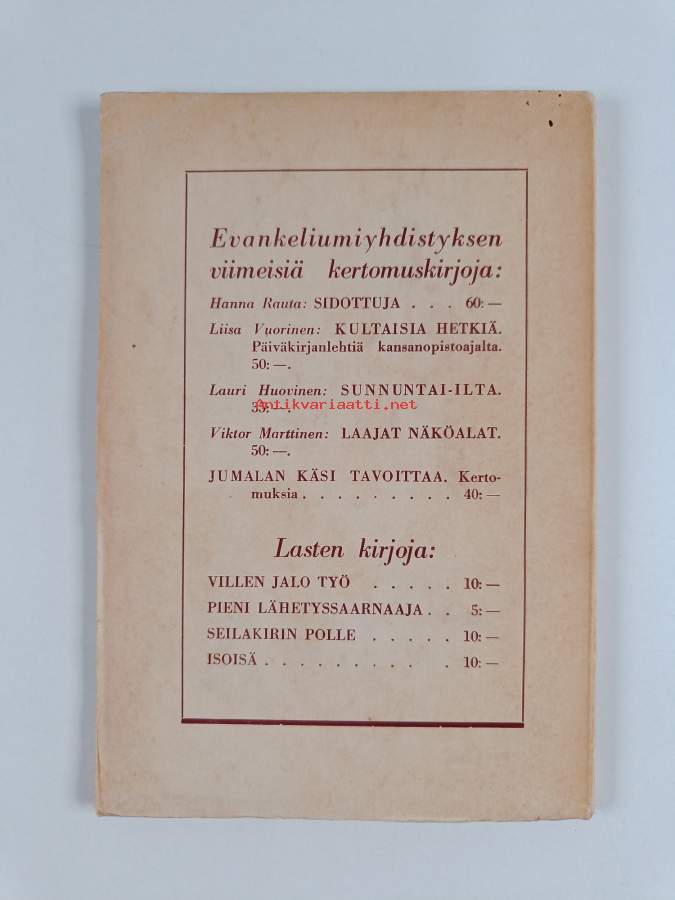 Evankeliumiyhdistyksen
viimeisiä kertomuskirjoja:
Hanna Rauta: SIDOTTUJA . . . 60: —
Liisa Vuorinen: KULTAISIA HETKIÄ.
Päiväkirjanlehtiä kansanopistoajalta.
50: —.
Lauri Huovinen: SUNNUNTAI-ILTA.
35: —.
Antikvariaatti.net
Viktor Marttinen: LAAJAT NÄKÖALAT.
50: —.
JUMALAN KÄSI TAVOITTAA. Kerto-
muksia . . . . . . . . . 40: —
Lasten kirjoja:
VILLEN JALO TYÖ . . . . . 10: —
PIENI LÄHETYSSAARNAAJA . . 5: —
SEILAKIRIN POLLE . . . . . 10: —
ISOISÄ . . . . . . . . . . 10: —